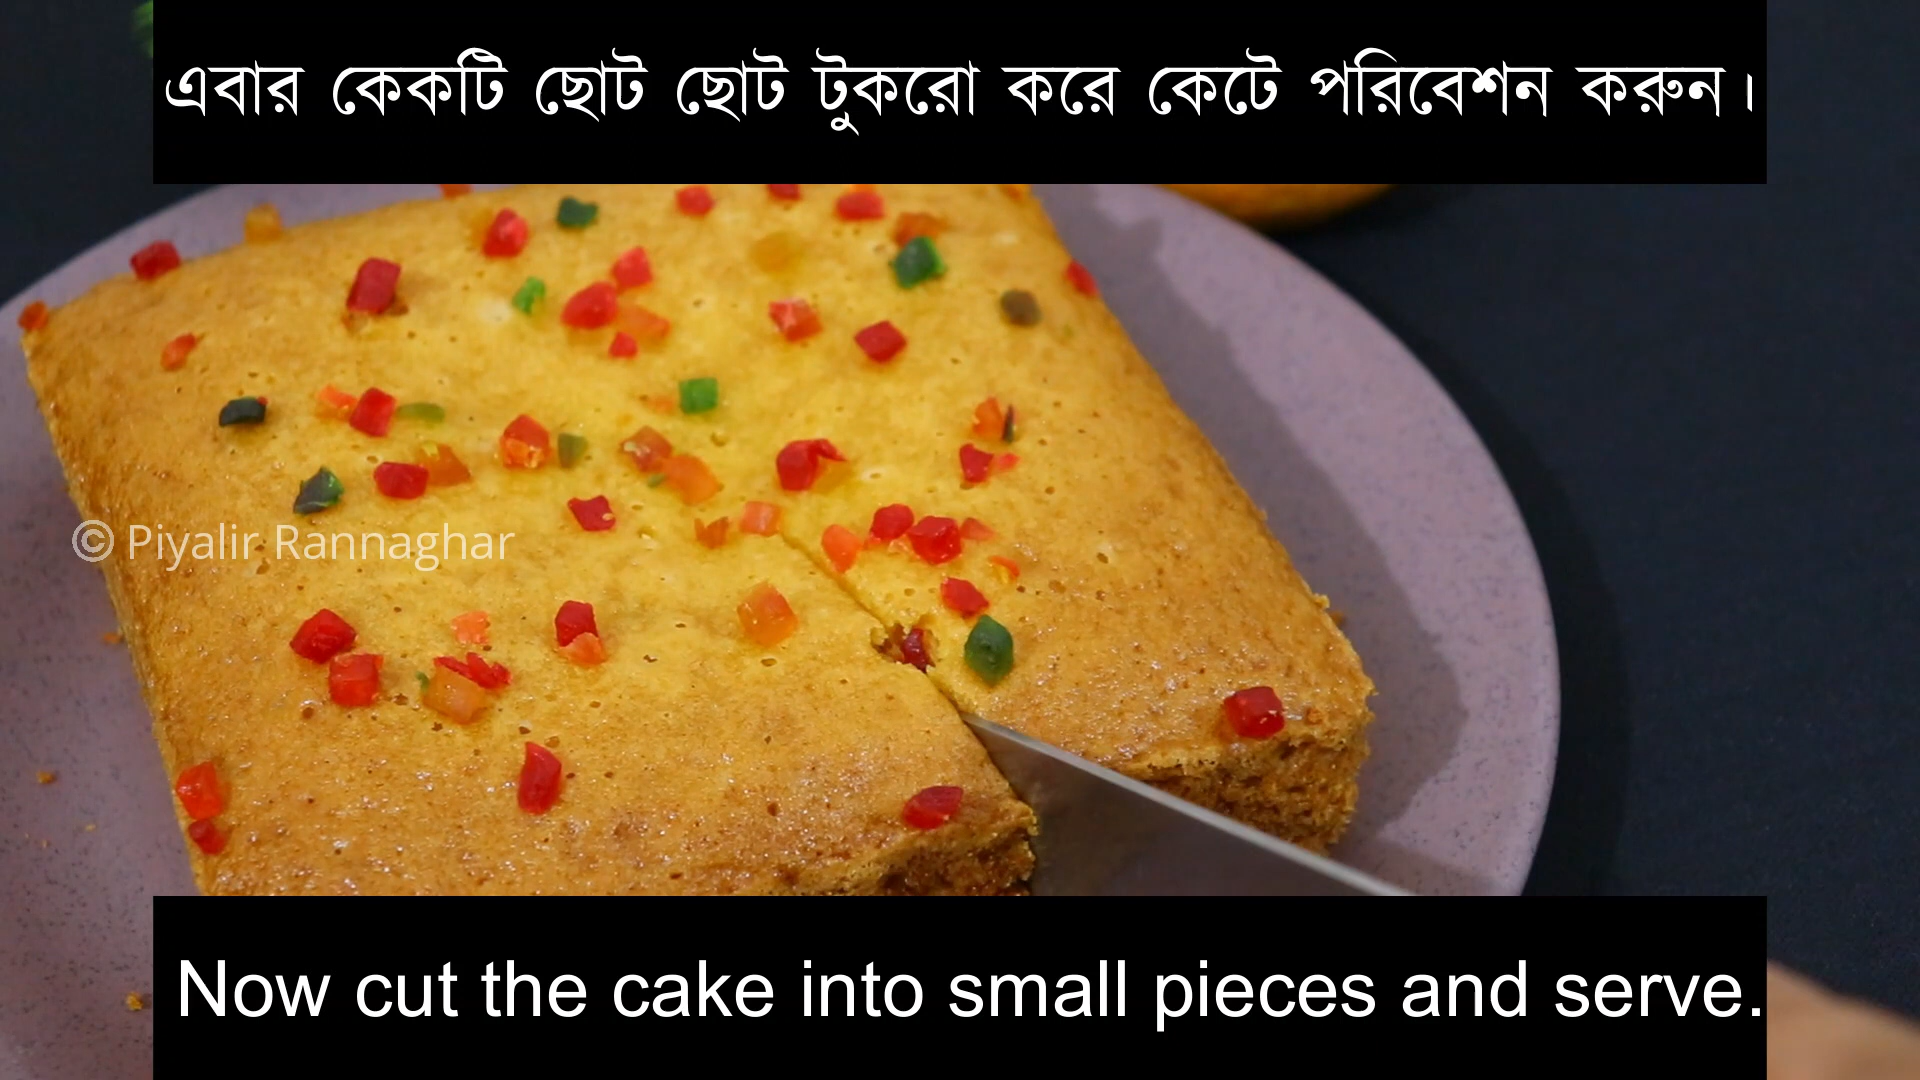 এবার কেকটি ছোট ছোট টুকরো করে কেটে পরিবেশন করুন।
© Piyalir Rannaghar
Now cut the cake into small pieces and serve.